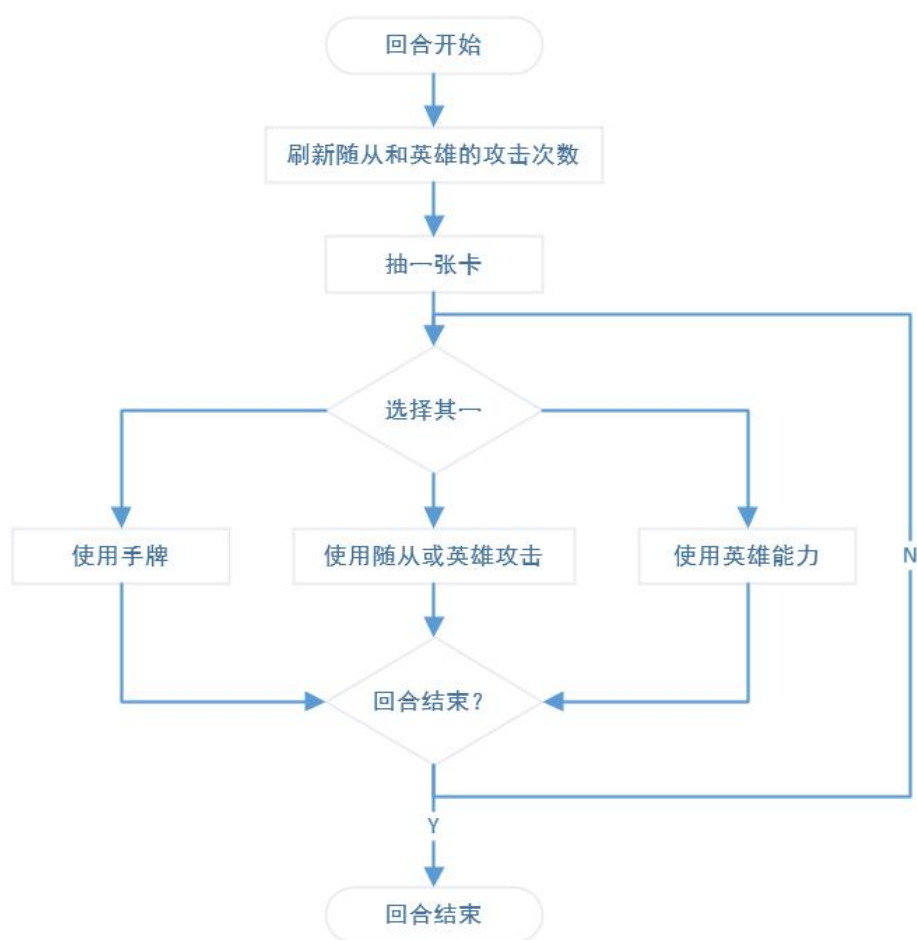 回合开始
刷新随从和英雄的攻击次数
抽一张卡
选择其一
使用手牌
使用随从或英雄攻击
使用英雄能力
N
回合结束?
Y
回合结束